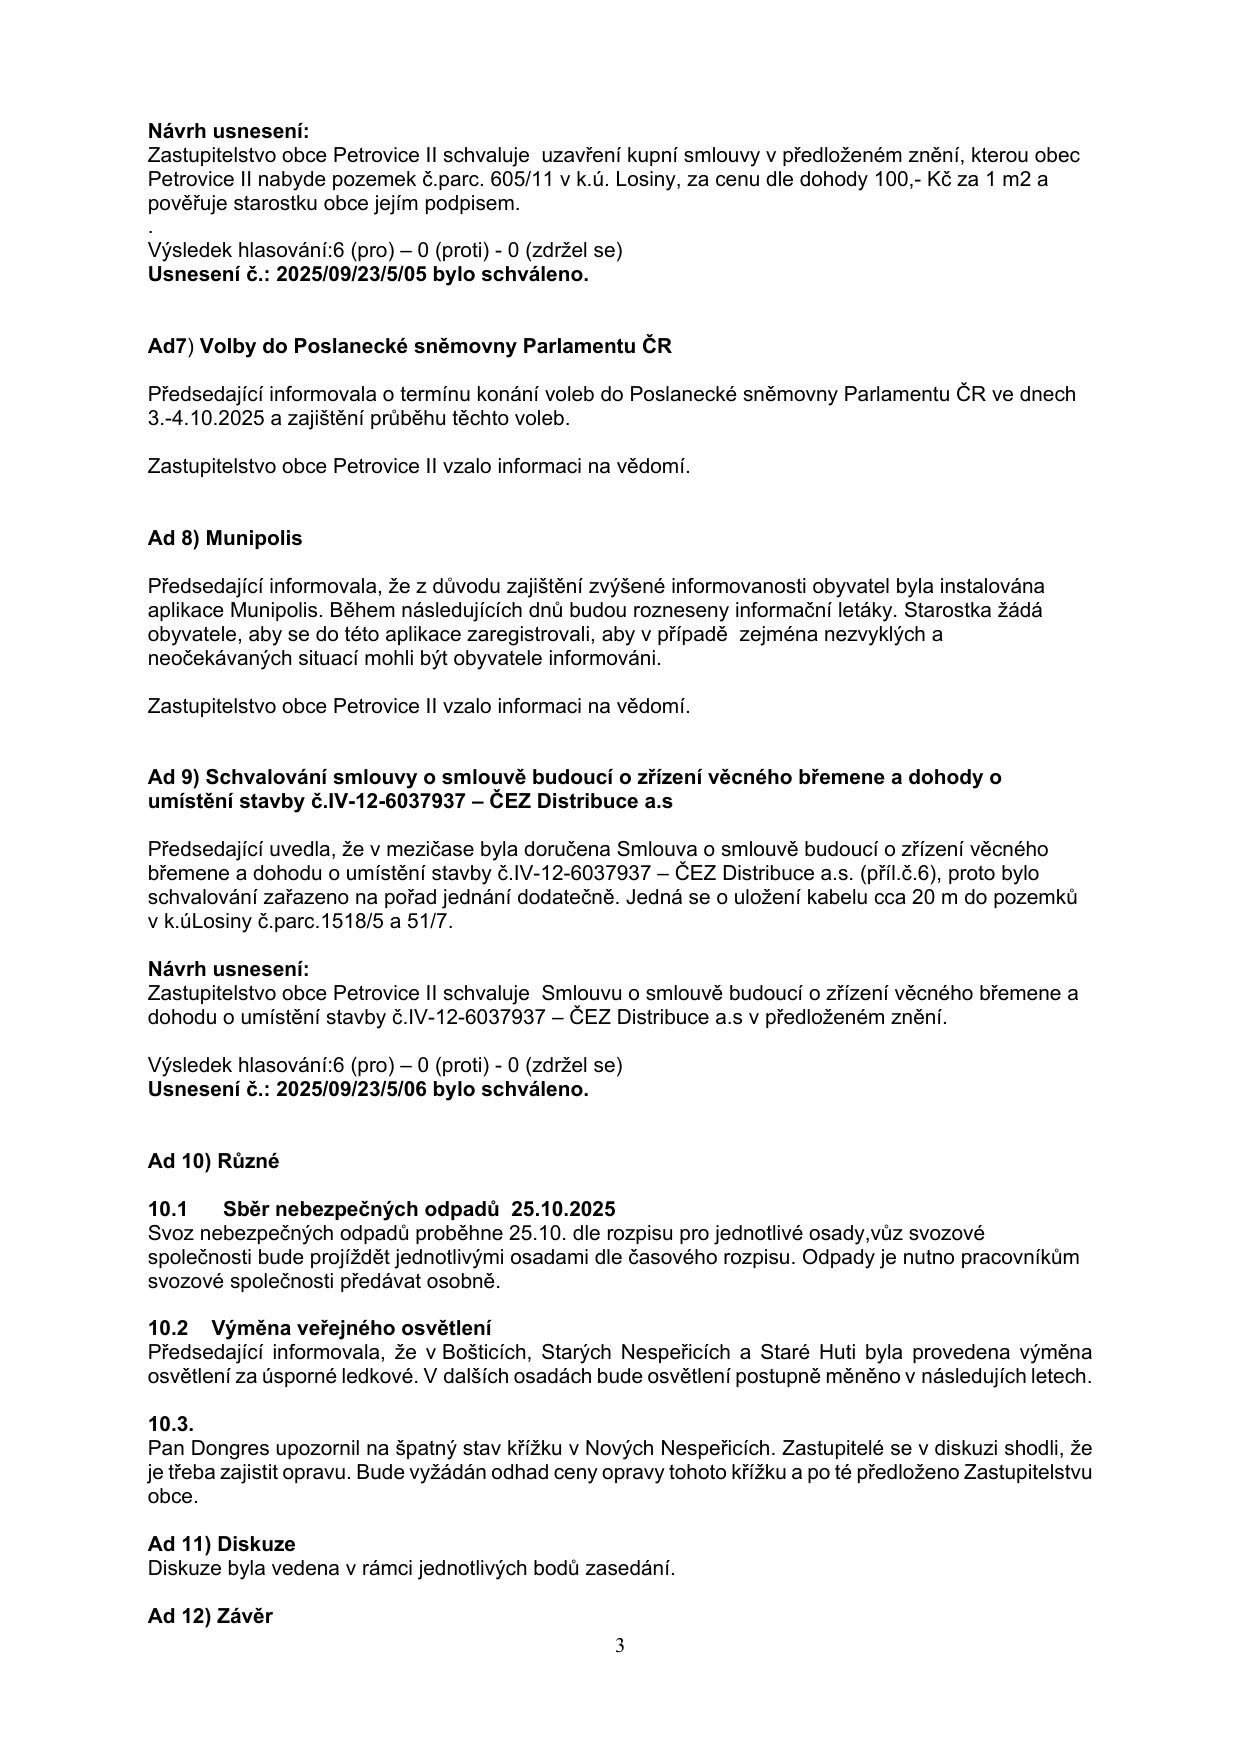 Návrh usnesení:
Zastupitelstvo obce Petrovice II schvaluje  uzavření kupní smlouvy v předloženém znění, kterou obec
Petrovice II nabyde pozemek č.parc. 605/11 v k.ú. Losiny, za cenu dle dohody 100,- Kč za 1 m2 a
pověřuje starostku obce jejím podpisem.
.
Výsledek hlasování:6 (pro) – 0 (proti) - 0 (zdržel se)
Usnesení č.: 2025/09/23/5/05 bylo schváleno.
Ad7) Volby do Poslanecké sněmovny Parlamentu ČR
Předsedající informovala o termínu konání voleb do Poslanecké sněmovny Parlamentu ČR ve dnech
3.-4.10.2025 a zajištění průběhu těchto voleb.
Zastupitelstvo obce Petrovice II vzalo informaci na vědomí.
Ad 8) Munipolis
Předsedající informovala, že z důvodu zajištění zvýšené informovanosti obyvatel byla instalována
aplikace Munipolis. Během následujících dnů budou rozneseny informační letáky. Starostka žádá
obyvatele, aby se do této aplikace zaregistrovali, aby v případě  zejména nezvyklých a
neočekávaných situací mohli být obyvatele informováni.
Zastupitelstvo obce Petrovice II vzalo informaci na vědomí.
Ad 9) Schvalování smlouvy o smlouvě budoucí o zřízení věcného břemene a dohody o
umístění stavby č.IV-12-6037937 – ČEZ Distribuce a.s
Předsedající uvedla, že v mezičase byla doručena Smlouva o smlouvě budoucí o zřízení věcného
břemene a dohodu o umístění stavby č.IV-12-6037937 – ČEZ Distribuce a.s. (příl.č.6), proto bylo
schvalování zařazeno na pořad jednání dodatečně. Jedná se o uložení kabelu cca 20 m do pozemků
v k.úLosiny č.parc.1518/5 a 51/7.
Návrh usnesení:
Zastupitelstvo obce Petrovice II schvaluje  Smlouvu o smlouvě budoucí o zřízení věcného břemene a
dohodu o umístění stavby č.IV-12-6037937 – ČEZ Distribuce a.s v předloženém znění.
Výsledek hlasování:6 (pro) – 0 (proti) - 0 (zdržel se)
Usnesení č.: 2025/09/23/5/06 bylo schváleno.
Ad 10) Různé
10.1 Sběr nebezpečných odpadů  25.10.2025
Svoz nebezpečných odpadů proběhne 25.10. dle rozpisu pro jednotlivé osady,vůz svozové
společnosti bude projíždět jednotlivými osadami dle časového rozpisu. Odpady je nutno pracovníkům
svozové společnosti předávat osobně.
10.2 Výměna veřejného osvětlení
Předsedající informovala, že v Bošticích, Starých Nespeřicích a Staré Huti byla provedena výměna
osvětlení za úsporné ledkové. V dalších osadách bude osvětlení postupně měněno v následujích letech.
10.3.
Pan Dongres upozornil na špatný stav křížku v Nových Nespeřicích. Zastupitelé se v diskuzi shodli, že
je třeba zajistit opravu. Bude vyžádán odhad ceny opravy tohoto křížku a po té předloženo Zastupitelstvu
obce.
Ad 11) Diskuze
Diskuze byla vedena v rámci jednotlivých bodů zasedání.
Ad 12) Závěr
3